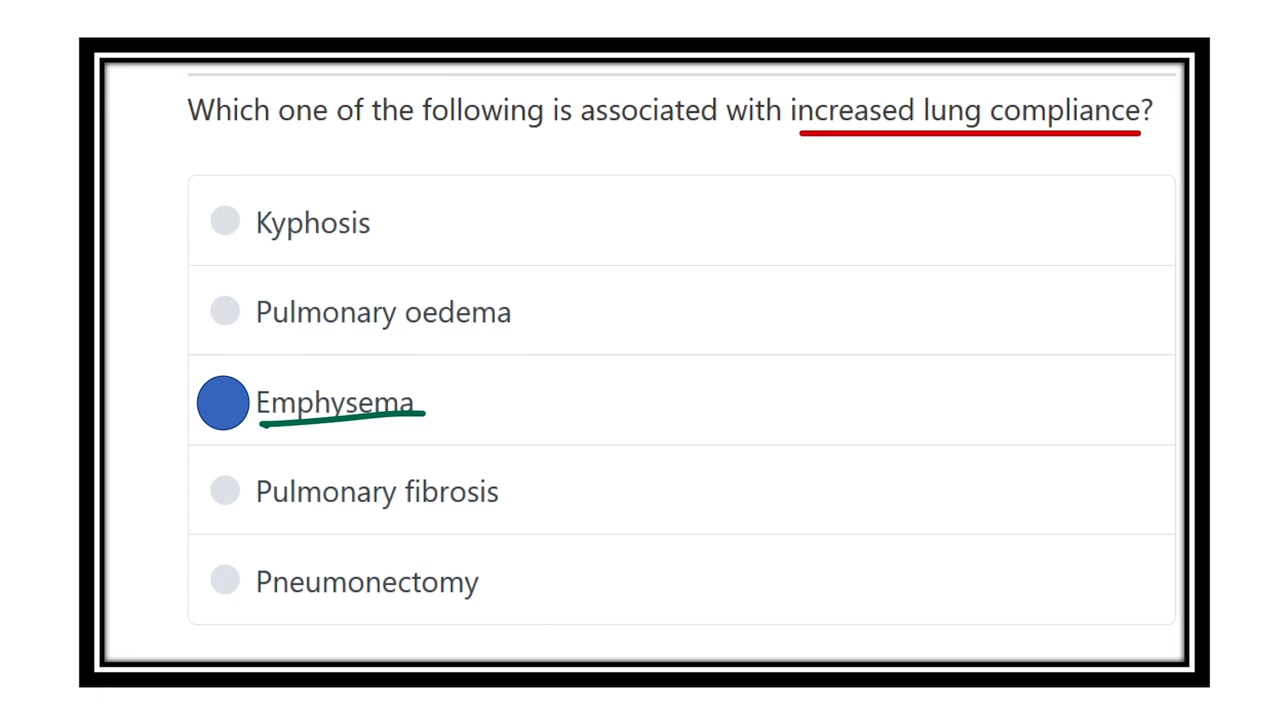 Which one of the following is associated with increased lung compliance?
Kyphosis
Pulmonary oedema
Emphysema
Pulmonary fibrosis
Pneumonectomy